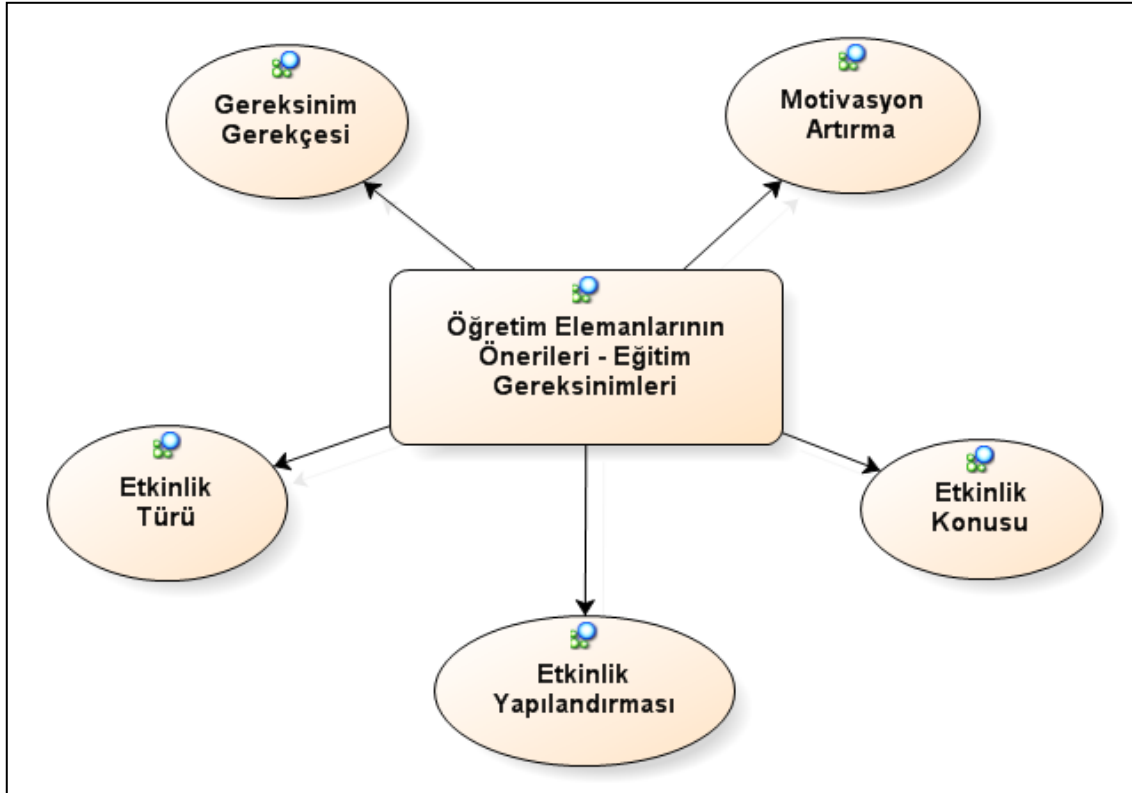 Gereksinim
Gerekçesi
Motivasyon
Artırma
Öğretim Elemanlarının
Önerileri - Eğitim
Gereksinimleri
Etkinlik
Türü
Etkinlik
Konusu
Etkinlik
Yapılandırması